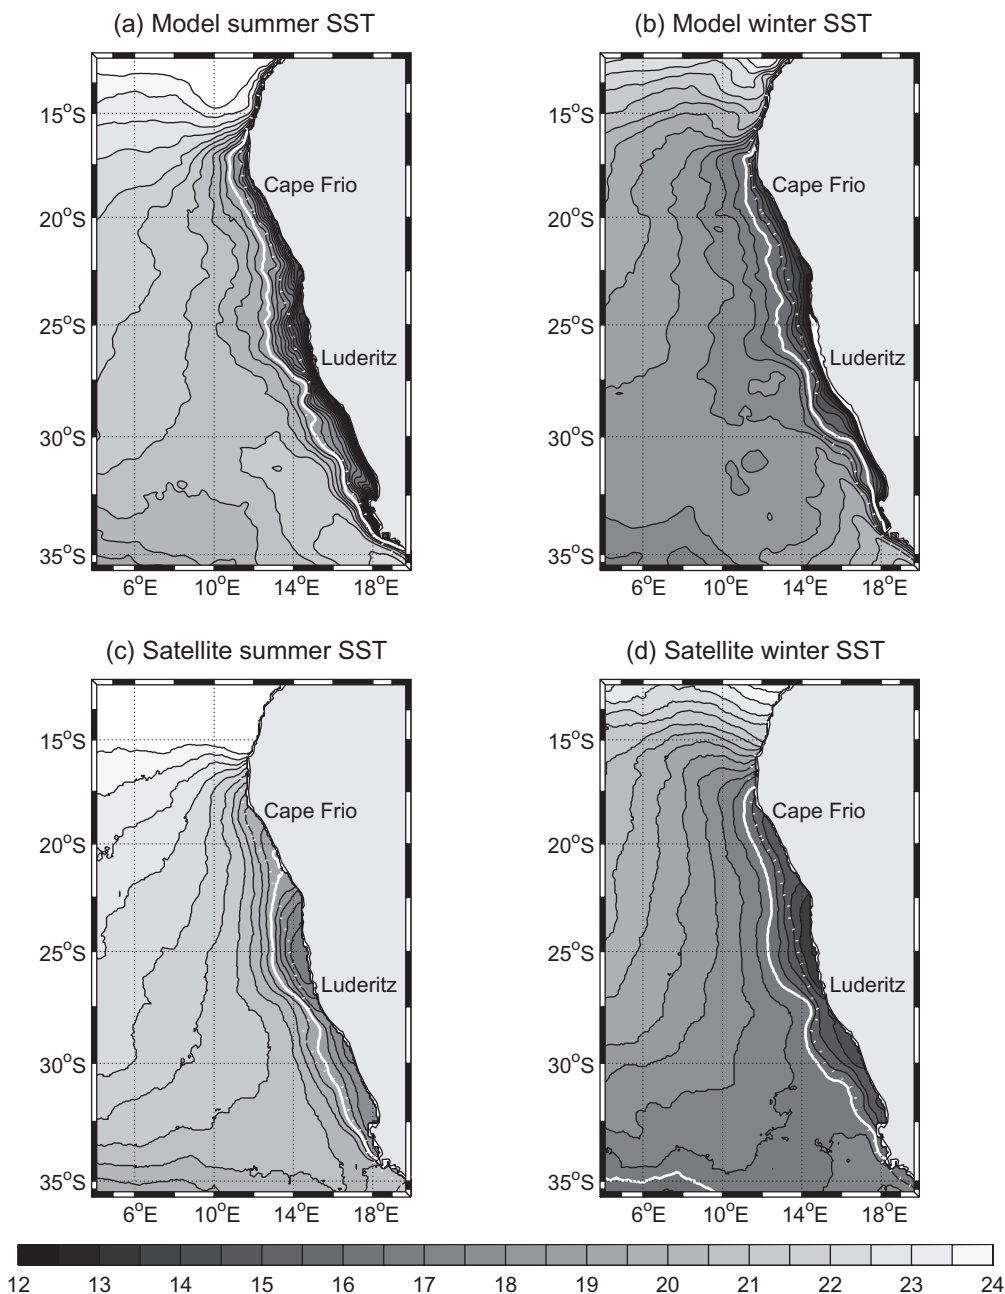 (a) Model summer SST
(b) Model winter SST
15°S
15°S
Cape Frio
Cape Frio
20°S
20°S
25°S
25°S
Luderitz
Luderitz
30°S
30°S
35°S
35°S
6°E 10°E 14°E 18°E
6°E 10°E 14°E 18°E
(c) Satellite summer SST
(d) Satellite winter SST
15°S
15°S
Cape Frio
Cape Frio
20°S
20°S
25°S
25°S
Luderitz
Luderitz
30°S
30°S
35°S
35°S
6°E 10°E 14°E 18°E
6°E 10°E 14°E 18°E
12 13 14 15 16 17 18 19 20 21 22 23 24